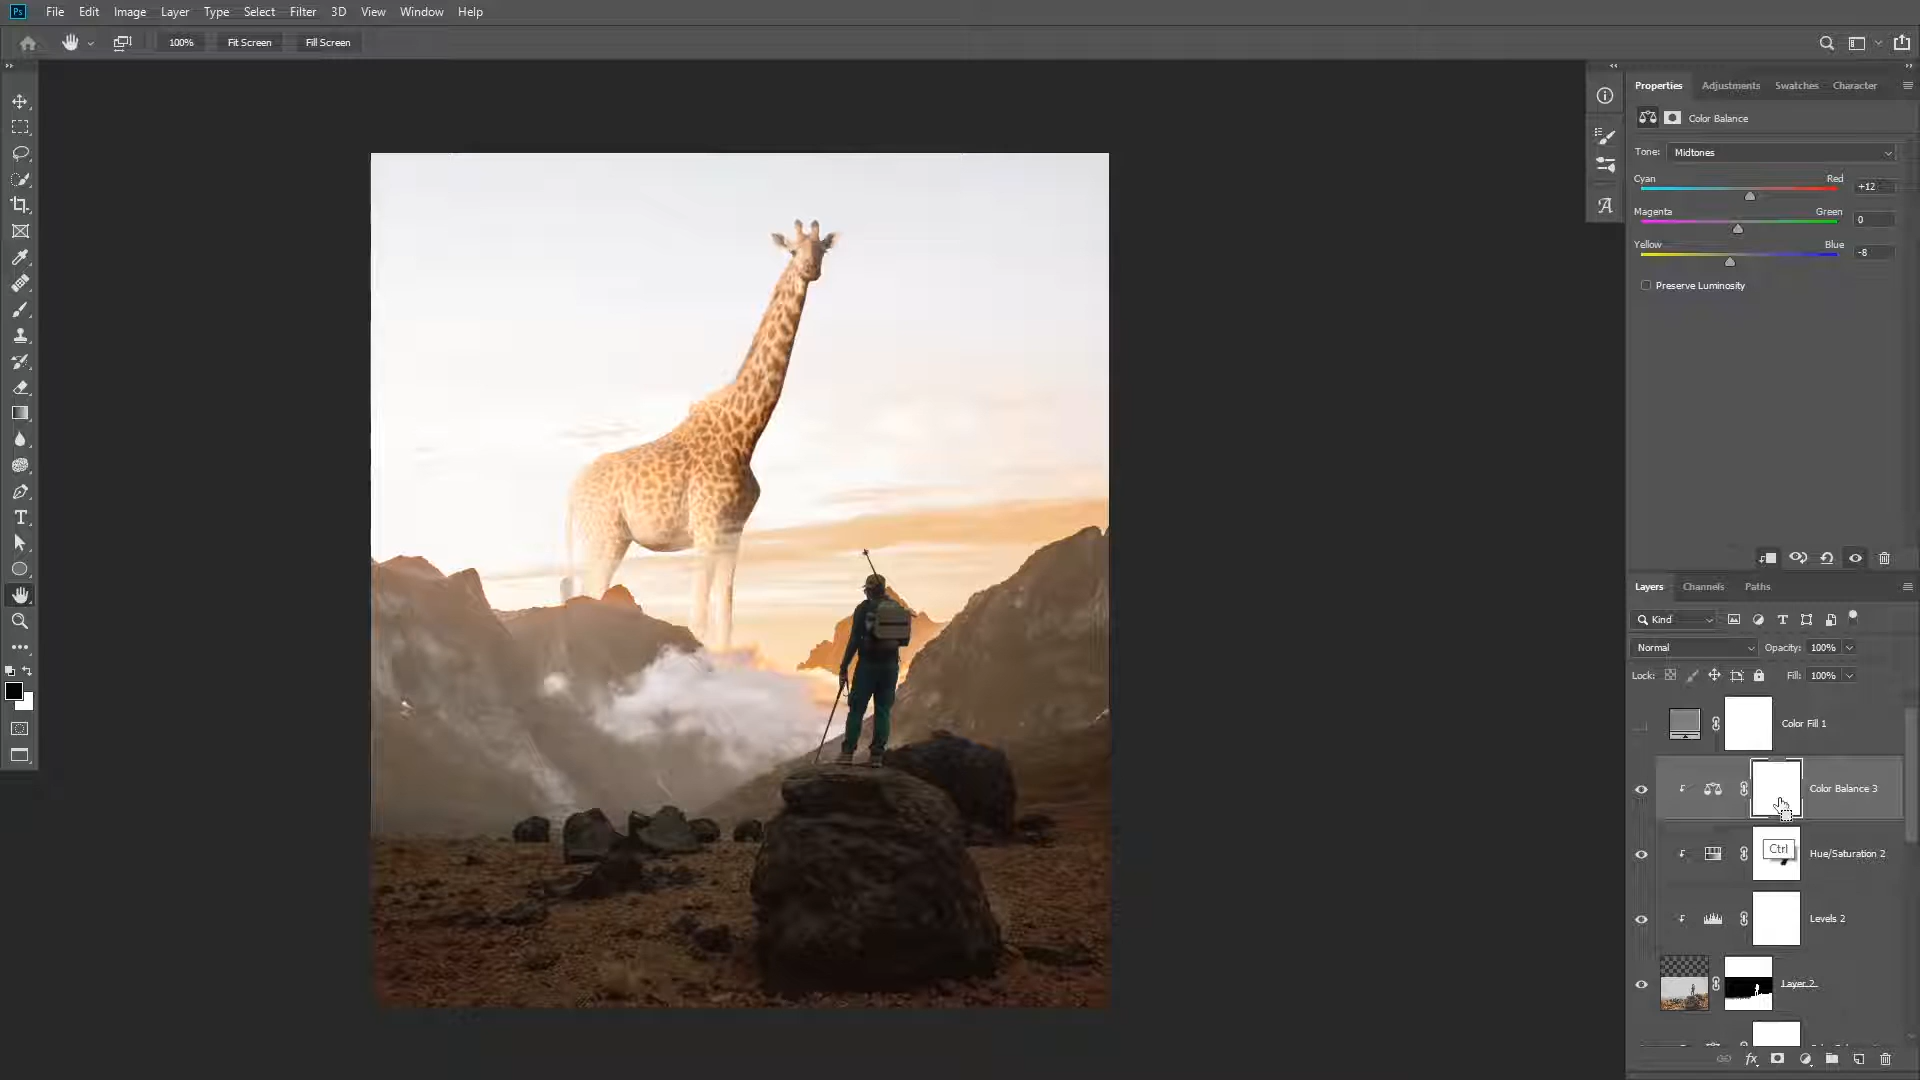 Ps File Edit Image Layer Type Select Filter 3D View Window Help
100% Fit Screen Fill Screen
Properties Adjustments Swatches Character
Color Balance
Tone: Midtones
Cyan Red +12
Magenta Green 0
Yellow Blue -8
Preserve Luminosity
Layers Channels Paths
Kind
Normal Opacity: 100%
Lock: Fill: 100%
Color Fill 1
Color Balance 3
Ctrl
Hue/Saturation 2
Levels 2
Layer 2
fx